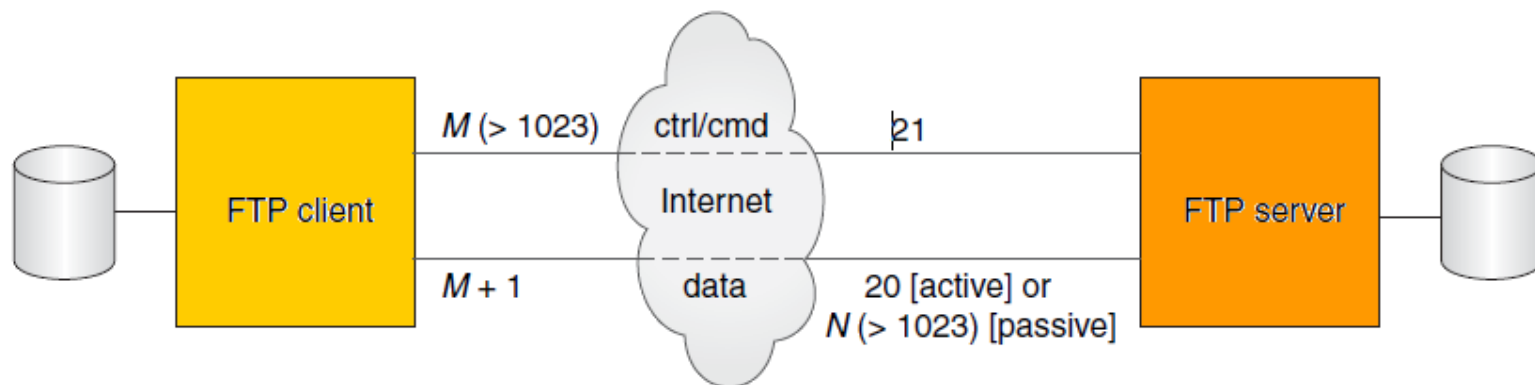 M (> 1023)
ctrl/cmd
21
FTP client
Internet
FTP server
M + 1
data
20 [active] or
N (> 1023) [passive]